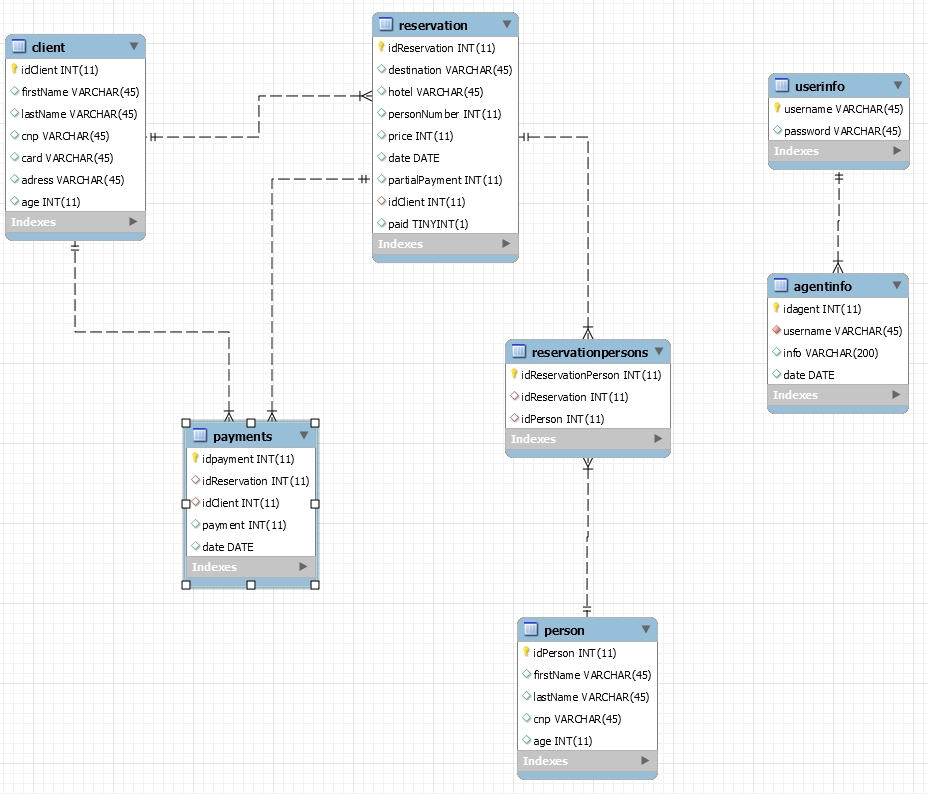 client
idClient INT(11)
firstName VARCHAR(45)
lastName VARCHAR(45)
cnp VARCHAR(45)
card VARCHAR(45)
adress VARCHAR(45)
age INT(11)
Indexes
reservation
idReservation INT(11)
destination VARCHAR(45)
hotel VARCHAR(45)
personNumber INT(11)
price INT(11)
date DATE
partialPayment INT(11)
idClient INT(11)
paid TINYINT(1)
Indexes
userinfo
username VARCHAR(45)
password VARCHAR(45)
Indexes
agentinfo
idagent INT(11)
username VARCHAR(45)
info VARCHAR(200)
date DATE
Indexes
reservationpersons
idReservationPerson INT(11)
idReservation INT(11)
idPerson INT(11)
Indexes
payments
idpayment INT(11)
idReservation INT(11)
idClient INT(11)
payment INT(11)
date DATE
Indexes
person
idPerson INT(11)
firstName VARCHAR(45)
lastName VARCHAR(45)
cnp VARCHAR(45)
age INT(11)
Indexes